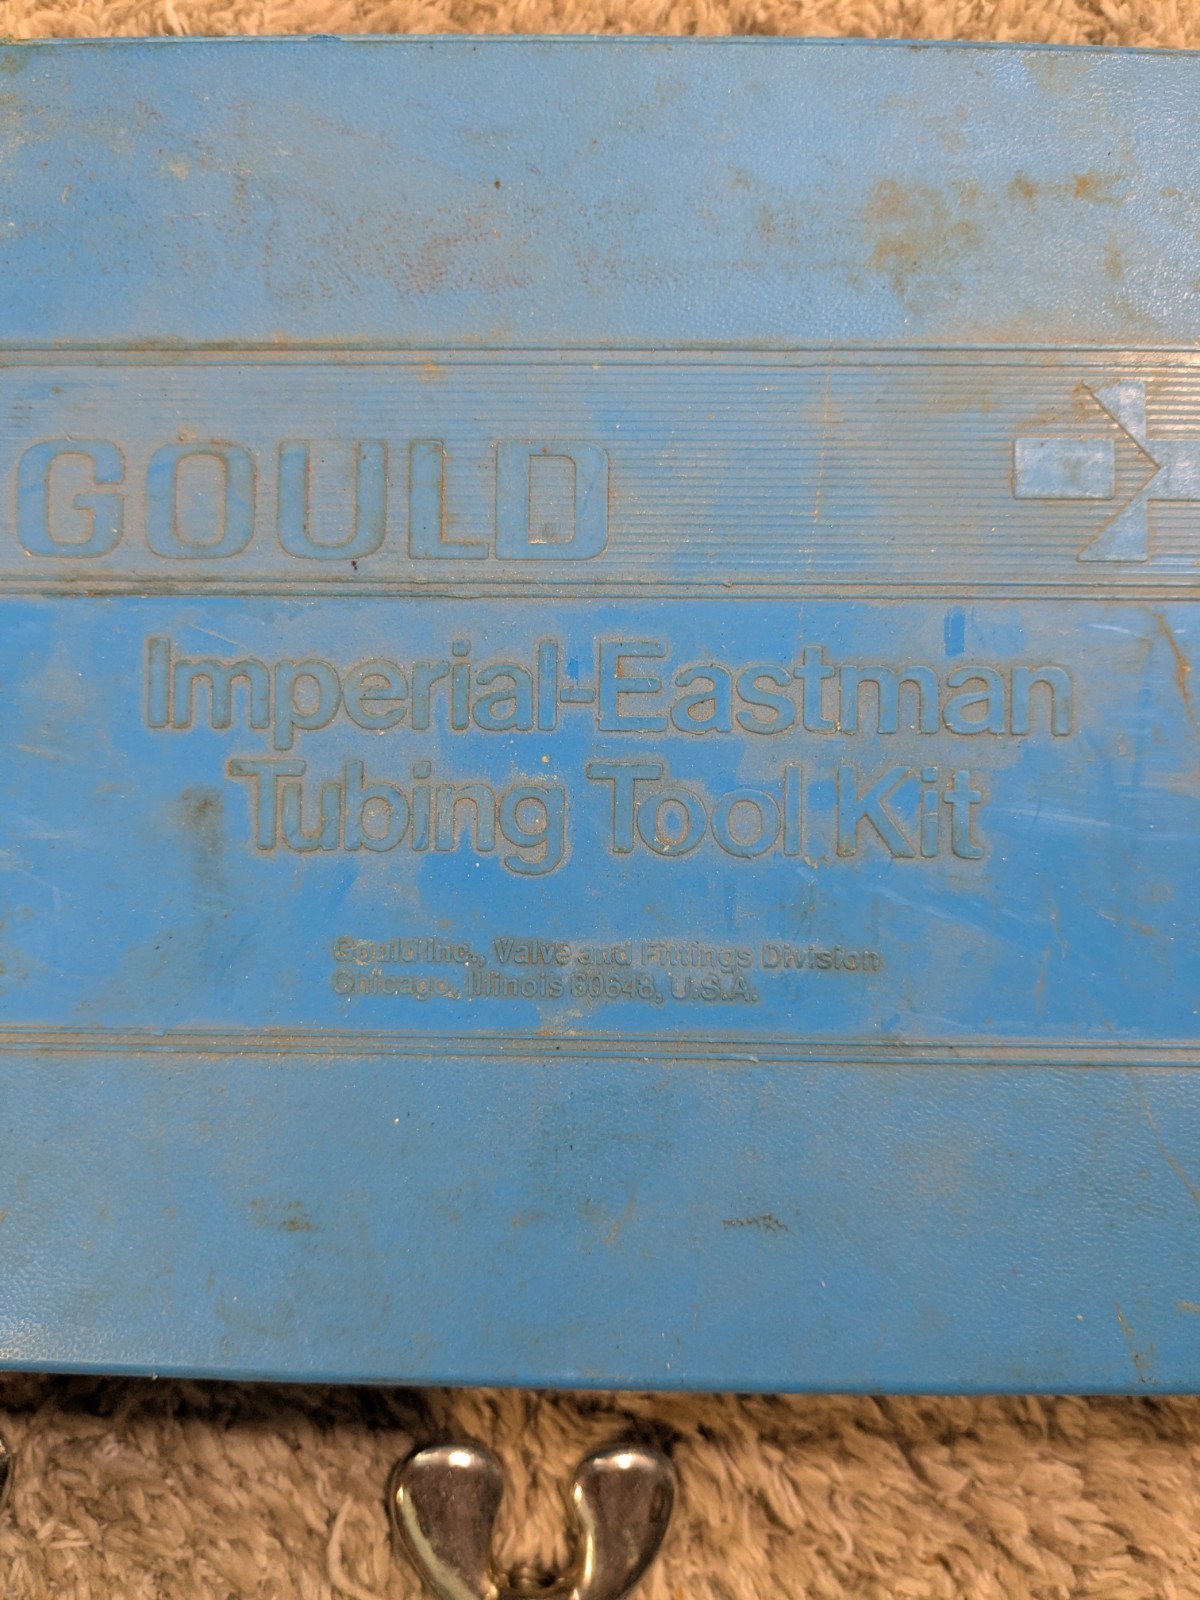 GOULD
Imperial-Eastman
Tubing Tool Kit
Gould Inc., Valve and Fittings Division
Chicago, Illinois 60648, U.S.A.